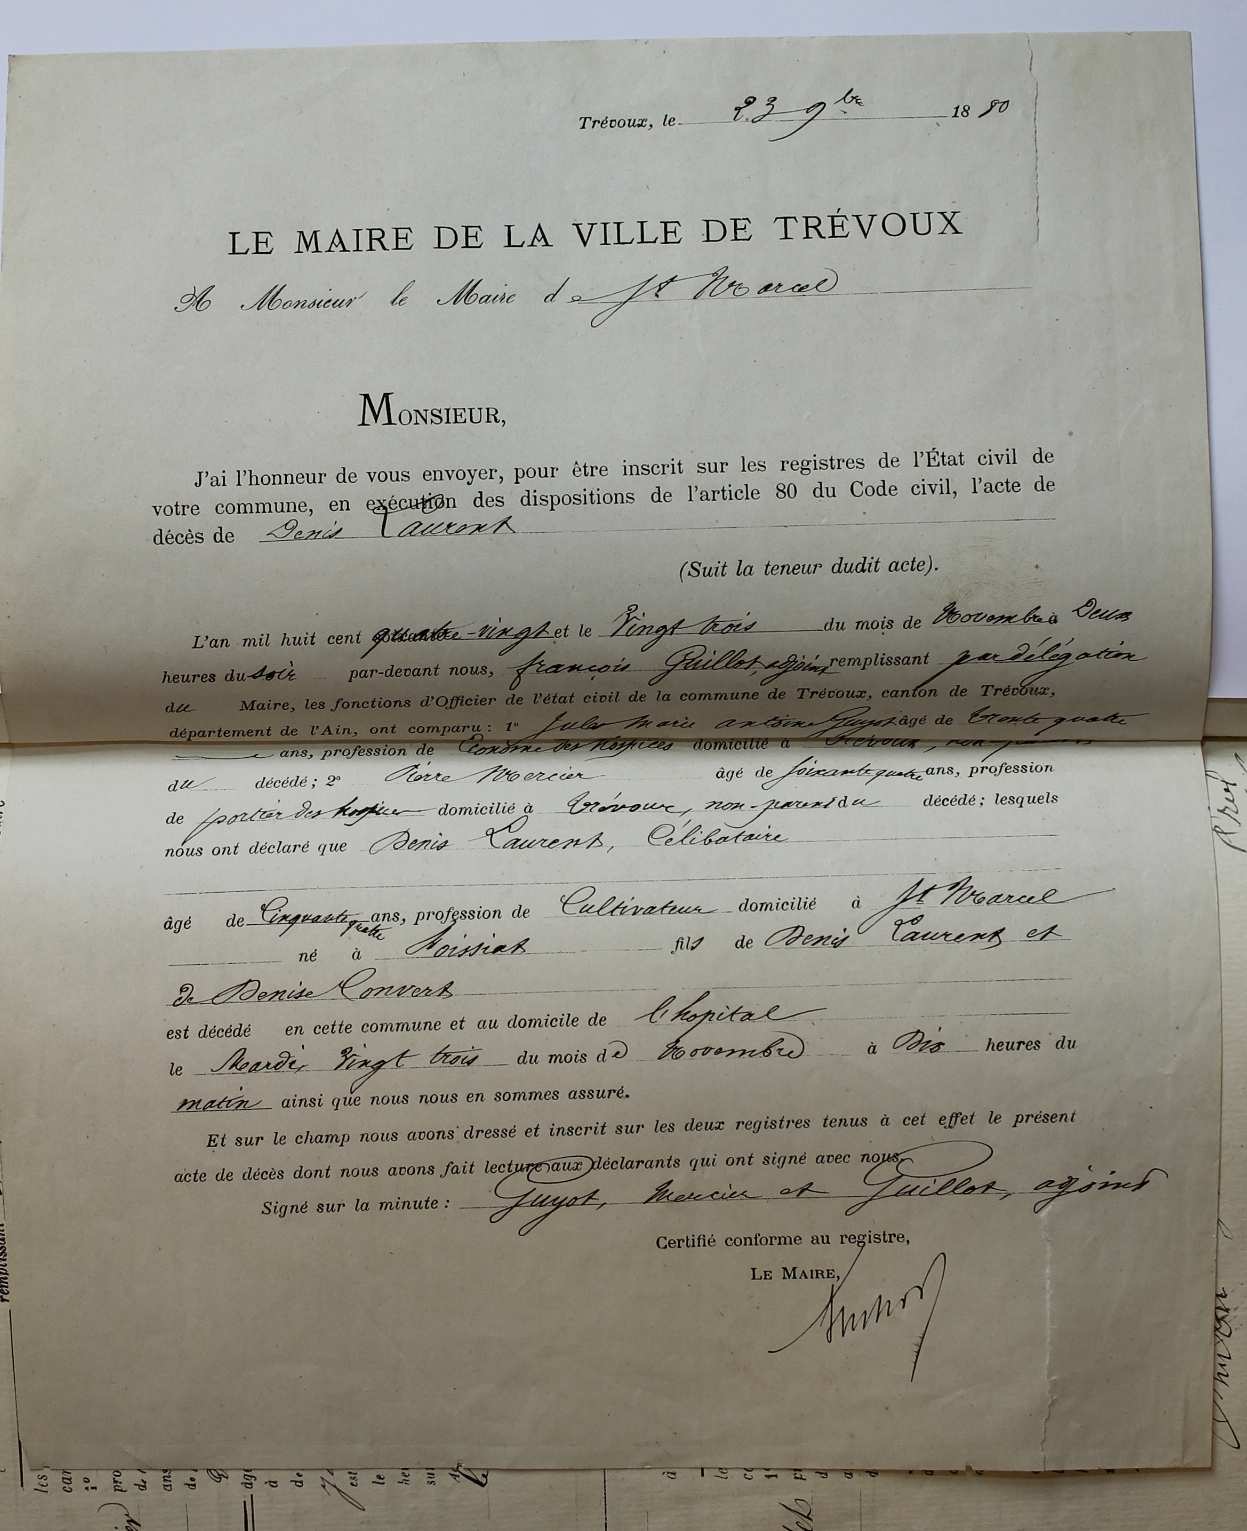 Trévoux, le 23 9bre 1880
LE MAIRE DE LA VILLE DE TRÉVOUX
A Monsieur le Maire de St Marcel
MONSIEUR,
J'ai l'honneur de vous envoyer, pour être inscrit sur les registres de l'État civil de
votre commune, en exécution des dispositions de l'article 80 du Code civil, l'acte de
décès de Denis Laurent
(Suit la teneur dudit acte).
L'an mil huit cent quatre-vingt et le Vingt trois du mois de Novembre à Deux
heures du soir par-devant nous, françois Guillot, adjoint remplissant par délégation
du Maire, les fonctions d'Officier de l'état civil de la commune de Trévoux, canton de Trévoux,
département de l'Ain, ont comparu : 1º Jules Marie antoine Guyot âgé de Trente quatre
ans, profession de Econome des Hospices domicilié à Trévoux, non parent
du décédé ; 2º Pierre Mercier âgé de soixante quatre ans, profession
de portier des hospices domicilié à Trévoux, non-parent du décédé ; lesquels
nous ont déclaré que Denis Laurent, Célibataire
âgé de Cinquante quatre ans, profession de Cultivateur domicilié à St Marcel
né à Foissiat fils de Denis Laurent et
de Denise Convert
est décédé en cette commune et au domicile de l'hopital
le Mardi, Vingt trois du mois de Novembre à Dix heures du
matin ainsi que nous nous en sommes assuré.
Et sur le champ nous avons dressé et inscrit sur les deux registres tenus à cet effet le présent
acte de décès dont nous avons fait lecture aux déclarants qui ont signé avec nous.
Signé sur la minute : Guyot, Mercier et Guillot, adjoint
Certifié conforme au registre,
LE MAIRE,